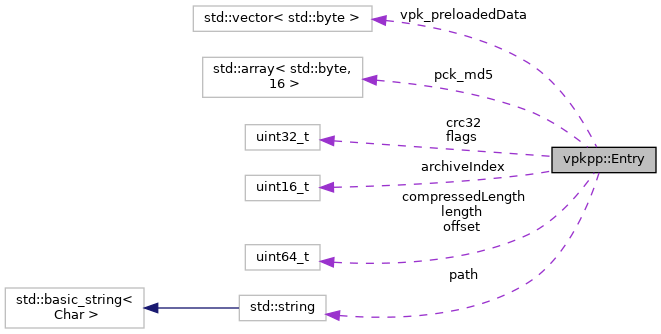 std::vector< std::byte >
vpk_preloadedData
std::array< std::byte,
16 >
pck_md5
uint32_t
crc32
flags
vpkpp::Entry
uint16_t
archiveIndex
compressedLength
length
offset
uint64_t
path
std::basic_string<
Char >
std::string